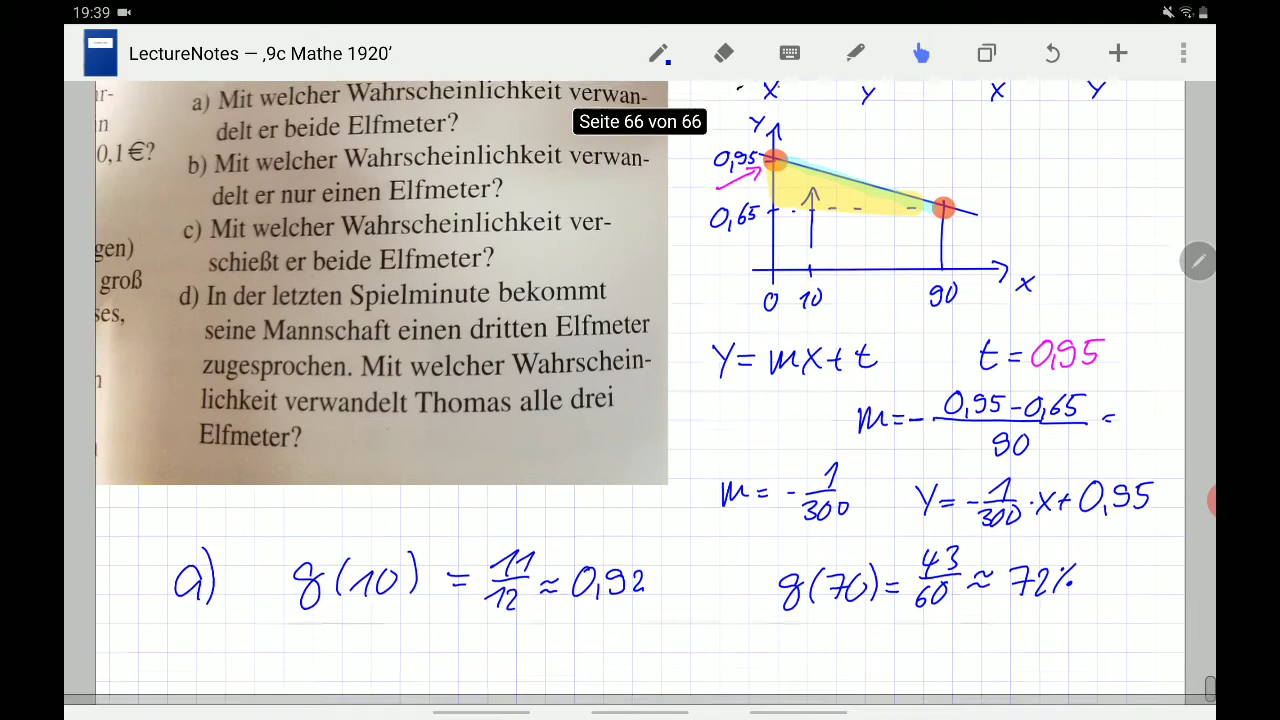 19:39
LectureNotes — ‚9c Mathe 1920’
Seite 66 von 66
ır-
n
0,1 €?
gen)
groß
ses,
a) Mit welcher Wahrscheinlichkeit verwan-
delt er beide Elfmeter?
b) Mit welcher Wahrscheinlichkeit verwan-
delt er nur einen Elfmeter?
c) Mit welcher Wahrscheinlichkeit ver-
schießt er beide Elfmeter?
d) In der letzten Spielminute bekommt
seine Mannschaft einen dritten Elfmeter
zugesprochen. Mit welcher Wahrschein-
lichkeit verwandelt Thomas alle drei
Elfmeter?
x y x y
y
0,95
0,65
0 10 90 x
y = mx + t t = 0,95
m = - (0,95 - 0,65)/90 =
m = - 1/300 y = - 1/300 · x + 0,95
a) g(10) = 11/12 ≈ 0,92 g(70) = 43/60 ≈ 72%